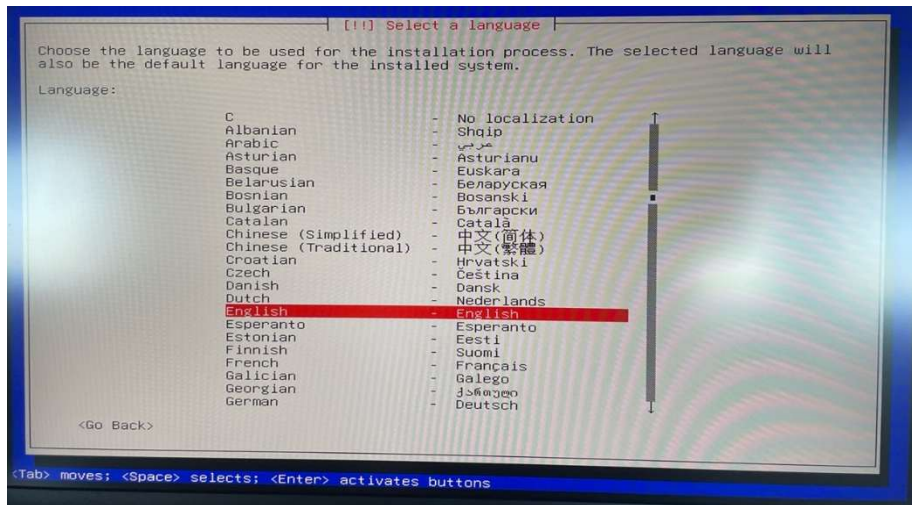 [!!] Select a language
Choose the language to be used for the installation process. The selected language will
also be the default language for the installed system.
Language:
C - No localization
Albanian - Shqip
Arabic - عربي
Asturian - Asturianu
Basque - Euskara
Belarusian - Беларуская
Bosnian - Bosanski
Bulgarian - Български
Catalan - Català
Chinese (Simplified) - 中文(简体)
Chinese (Traditional) - 中文(繁體)
Croatian - Hrvatski
Czech - Čeština
Danish - Dansk
Dutch - Nederlands
English - English
Esperanto - Esperanto
Estonian - Eesti
Finnish - Suomi
French - Français
Galician - Galego
Georgian - ქართული
German - Deutsch
<Go Back>
<Tab> moves; <Space> selects; <Enter> activates buttons